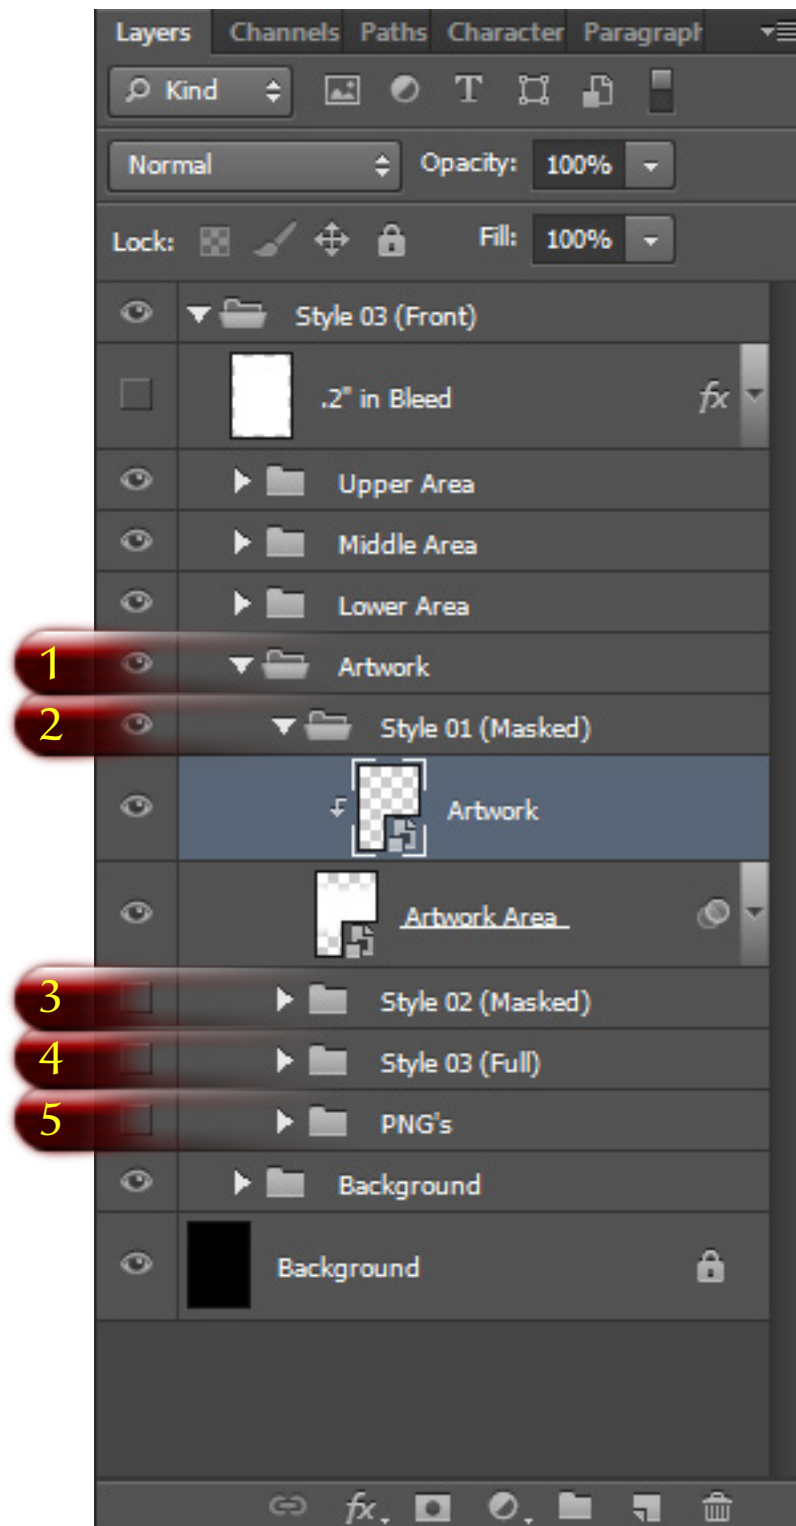 Layers Channels Paths Character Paragraph
Kind T
Normal Opacity: 100%
Lock: Fill: 100%
Style 03 (Front)
.2" in Bleed fx
Upper Area
Middle Area
Lower Area
1 Artwork
2 Style 01 (Masked)
Artwork
Artwork Area
3 Style 02 (Masked)
4 Style 03 (Full)
5 PNG's
Background
Background
fx.